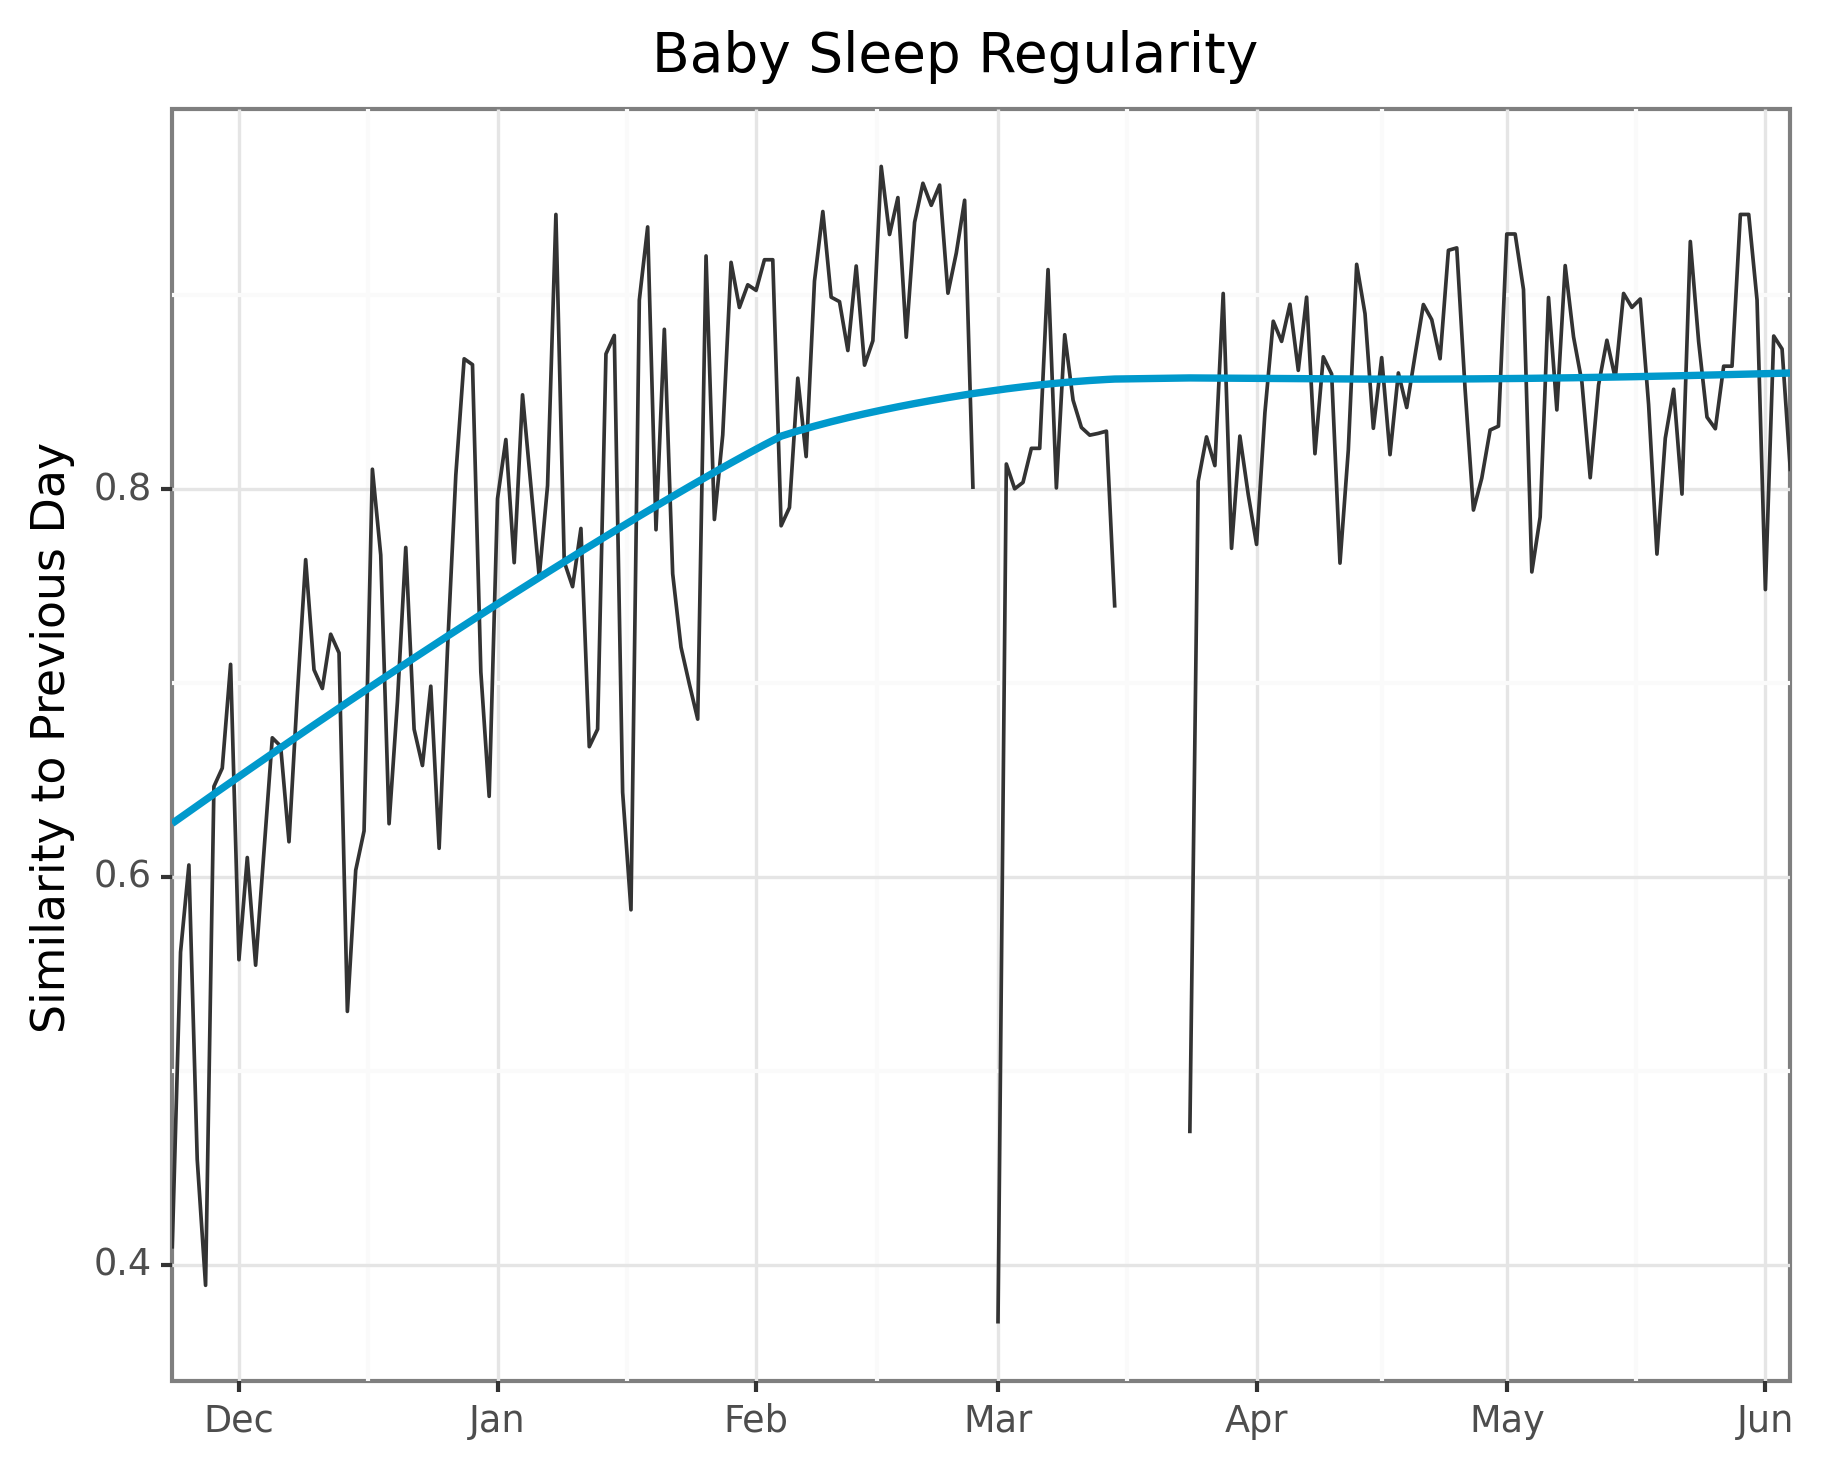 Baby Sleep Regularity
Similarity to Previous Day
0.8
0.6
0.4
Dec Jan Feb Mar Apr May Jun